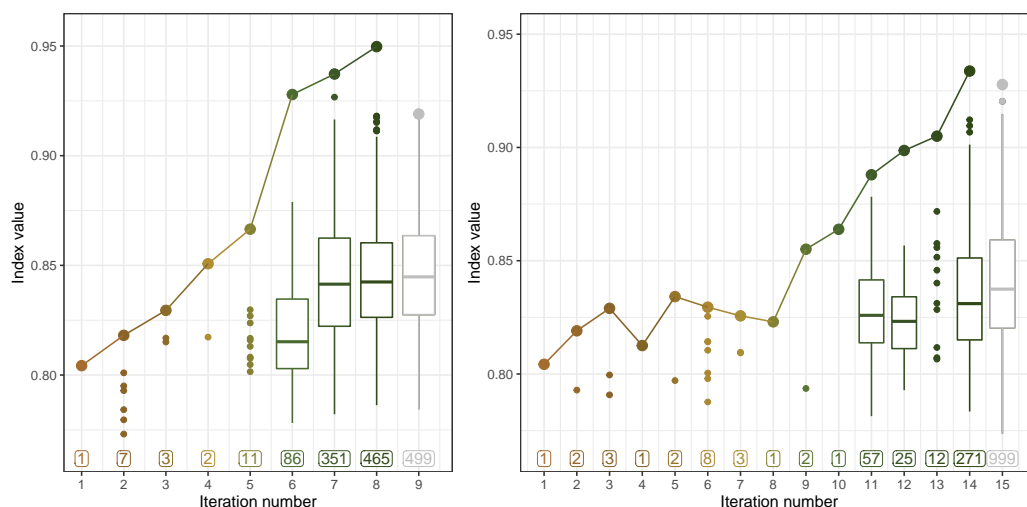 0.95
0.90
0.85
0.80
Index value
1 7 3 2 11 86 351 465 499
1 2 3 4 5 6 7 8 9
Iteration number
0.95
0.90
0.85
0.80
Index value
1 2 3 1 2 8 3 1 2 1 57 25 12 271 999
1 2 3 4 5 6 7 8 9 10 11 12 13 14 15
Iteration number